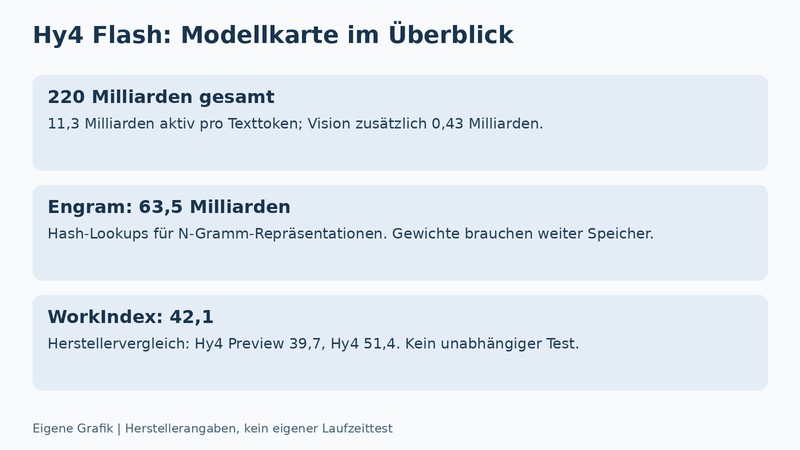 Hy4 Flash: Modellkarte im Überblick
220 Milliarden gesamt
11,3 Milliarden aktiv pro Texttoken; Vision zusätzlich 0,43 Milliarden.
Engram: 63,5 Milliarden
Hash-Lookups für N-Gramm-Repräsentationen. Gewichte brauchen weiter Speicher.
WorkIndex: 42,1
Herstellervergleich: Hy4 Preview 39,7, Hy4 51,4. Kein unabhängiger Test.
Eigene Grafik | Herstellerangaben, kein eigener Laufzeittest